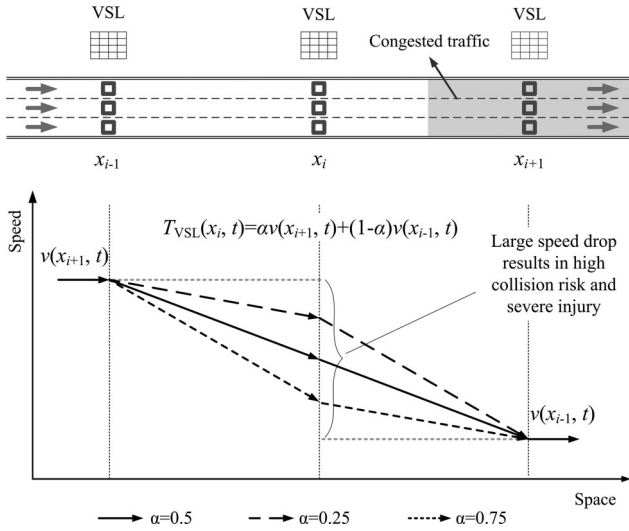 VSL VSL VSL
Congested traffic
x_{i-1} x_i x_{i+1}
Speed
T_{VSL}(x_i, t)=αv(x_{i+1}, t)+(1-α)v(x_{i-1}, t)
v(x_{i+1}, t)
Large speed drop
results in high
collision risk and
severe injury
v(x_{i-1}, t)
Space
α=0.5 α=0.25 α=0.75